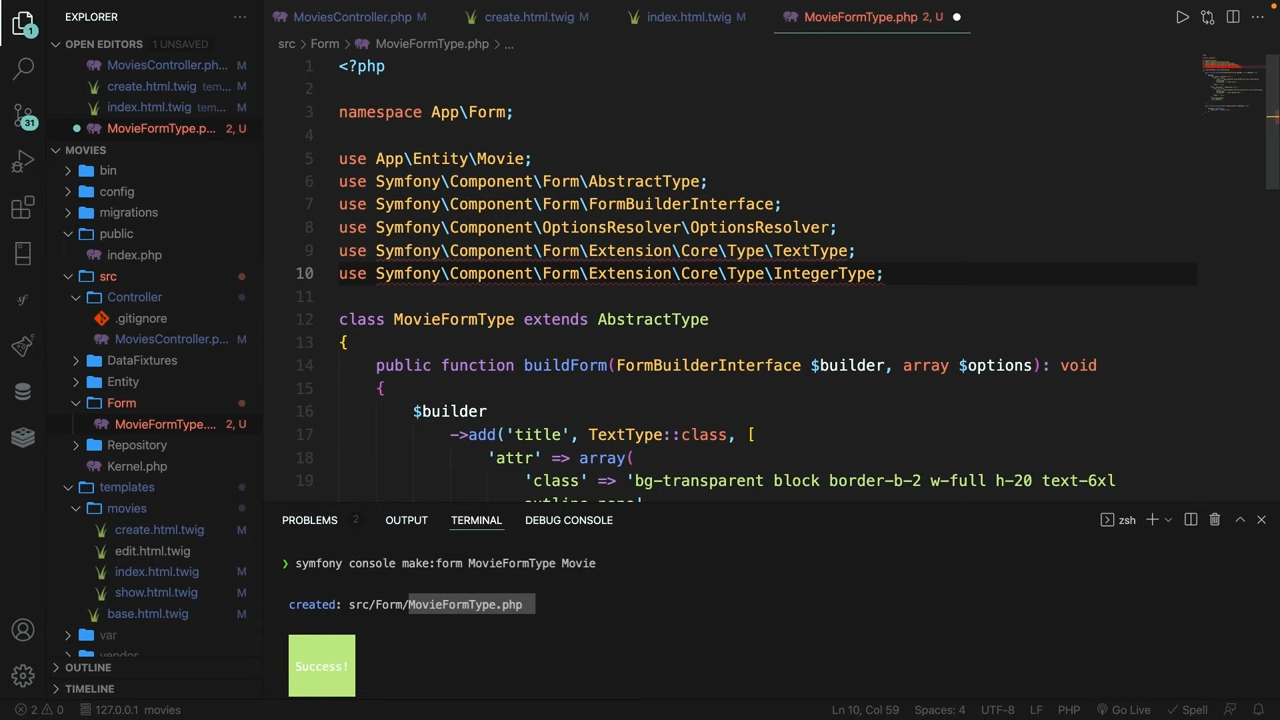 EXPLORER
OPEN EDITORS 1 UNSAVED
MoviesController.ph... M
create.html.twig tem... M
index.html.twig tem... M
MovieFormType.p... 2, U
MOVIES
bin
config
migrations
public
index.php
src
Controller
.gitignore
MoviesController.p... M
DataFixtures
Entity
Form
MovieFormType.... 2, U
Repository
Kernel.php
templates
movies
create.html.twig M
edit.html.twig
index.html.twig M
show.html.twig M
base.html.twig M
var
vendor
OUTLINE
TIMELINE
1
31
MoviesController.php M
create.html.twig M
index.html.twig M
MovieFormType.php 2, U
src > Form > MovieFormType.php > ...
1 <?php
2
3 namespace App\Form;
4
5 use App\Entity\Movie;
6 use Symfony\Component\Form\AbstractType;
7 use Symfony\Component\Form\FormBuilderInterface;
8 use Symfony\Component\OptionsResolver\OptionsResolver;
9 use Symfony\Component\Form\Extension\Core\Type\TextType;
10 use Symfony\Component\Form\Extension\Core\Type\IntegerType;
11
12 class MovieFormType extends AbstractType
13 {
14 public function buildForm(FormBuilderInterface $builder, array $options): void
15 {
16 $builder
17 ->add('title', TextType::class, [
18 'attr' => array(
19 'class' => 'bg-transparent block border-b-2 w-full h-20 text-6xl
outline-none'
PROBLEMS 2 OUTPUT TERMINAL DEBUG CONSOLE
zsh
❯ symfony console make:form MovieFormType Movie
created: src/Form/MovieFormType.php
Success!
2 0 127.0.0.1 movies
Ln 10, Col 59 Spaces: 4 UTF-8 LF PHP Go Live Spell